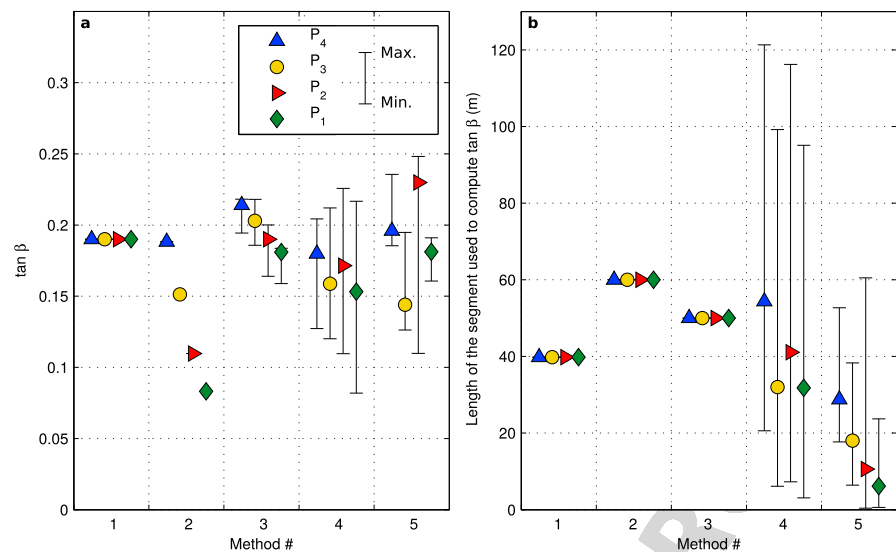 a
P4
P3
P2
P1
Max.
Min.
0.3
0.25
0.2
0.15
0.1
0.05
0
tan β
1 2 3 4 5
Method #
b
120
100
80
60
40
20
0
Length of the segment used to compute tan β (m)
1 2 3 4 5
Method #
R